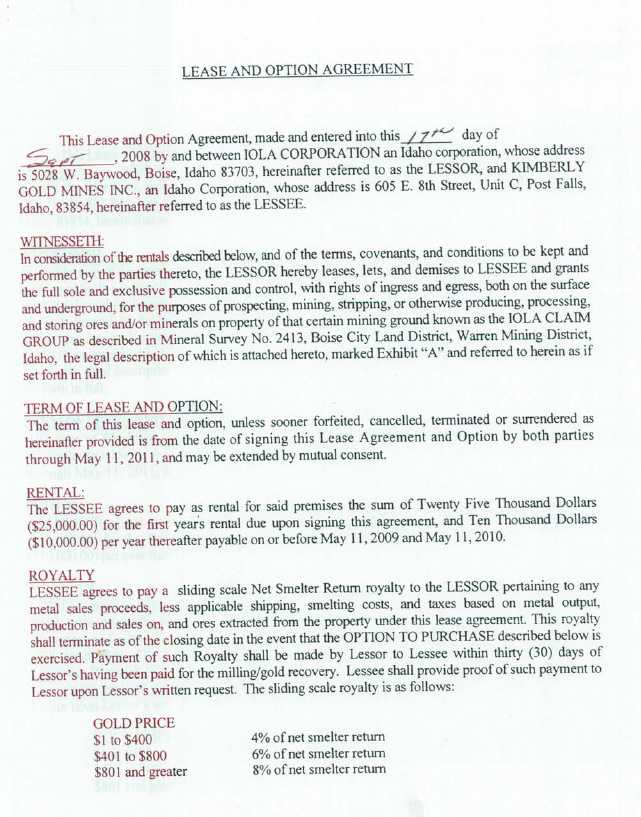 LEASE AND OPTION AGREEMENT
This Lease and Option Agreement, made and entered into this 17th day of
Sept, 2008 by and between IOLA CORPORATION an Idaho corporation, whose address
is 5028 W. Baywood, Boise, Idaho 83703, hereinafter referred to as the LESSOR, and KIMBERLY
GOLD MINES INC., an Idaho Corporation, whose address is 605 E. 8th Street, Unit C, Post Falls,
Idaho, 83854, hereinafter referred to as the LESSEE.
WITNESSETH:
In consideration of the rentals described below, and of the terms, covenants, and conditions to be kept and
performed by the parties thereto, the LESSOR hereby leases, lets, and demises to LESSEE and grants
the full sole and exclusive possession and control, with rights of ingress and egress, both on the surface
and underground, for the purposes of prospecting, mining, stripping, or otherwise producing, processing,
and storing ores and/or minerals on property of that certain mining ground known as the IOLA CLAIM
GROUP as described in Mineral Survey No. 2413, Boise City Land District, Warren Mining District,
Idaho, the legal description of which is attached hereto, marked Exhibit “A” and referred to herein as if
set forth in full.
TERM OF LEASE AND OPTION:
The term of this lease and option, unless sooner forfeited, cancelled, terminated or surrendered as
hereinafter provided is from the date of signing this Lease Agreement and Option by both parties
through May 11, 2011, and may be extended by mutual consent.
RENTAL:
The LESSEE agrees to pay as rental for said premises the sum of Twenty Five Thousand Dollars
($25,000.00) for the first year's rental due upon signing this agreement, and Ten Thousand Dollars
($10,000.00) per year thereafter payable on or before May 11, 2009 and May 11, 2010.
ROYALTY
LESSEE agrees to pay a sliding scale Net Smelter Return royalty to the LESSOR pertaining to any
metal sales proceeds, less applicable shipping, smelting costs, and taxes based on metal output,
production and sales on, and ores extracted from the property under this lease agreement. This royalty
shall terminate as of the closing date in the event that the OPTION TO PURCHASE described below is
exercised. Payment of such Royalty shall be made by Lessor to Lessee within thirty (30) days of
Lessor's having been paid for the milling/gold recovery. Lessee shall provide proof of such payment to
Lessor upon Lessor's written request. The sliding scale royalty is as follows:
GOLD PRICE
$1 to $400 4% of net smelter return
$401 to $800 6% of net smelter return
$801 and greater 8% of net smelter return